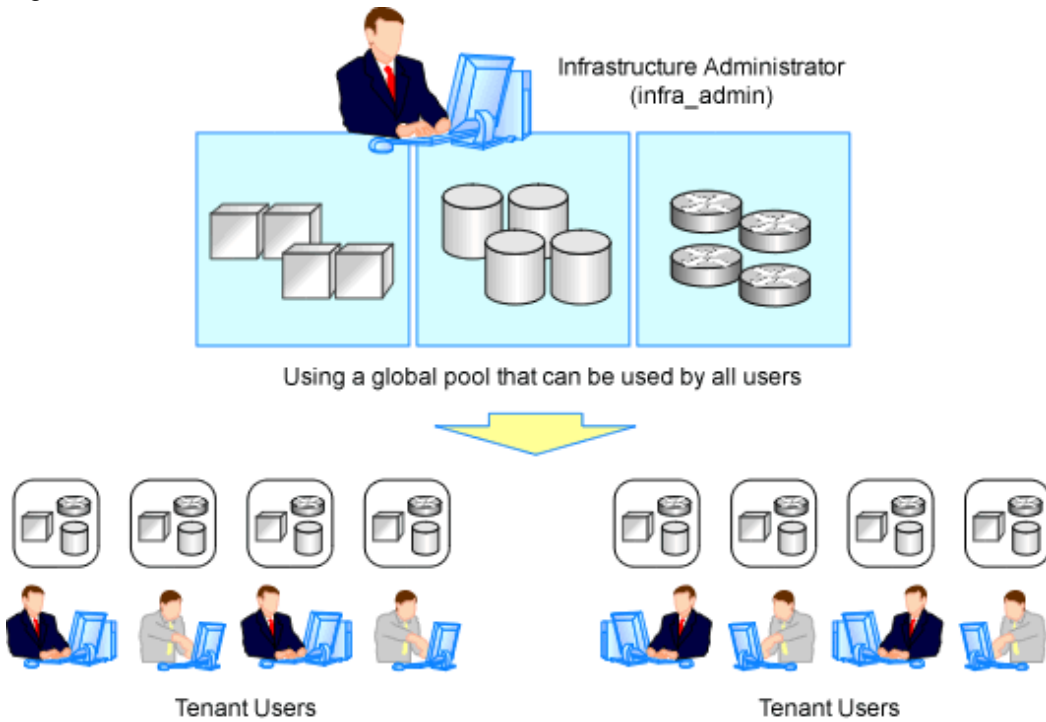 Infrastructure Administrator
(infra_admin)
Using a global pool that can be used by all users
Tenant Users
Tenant Users